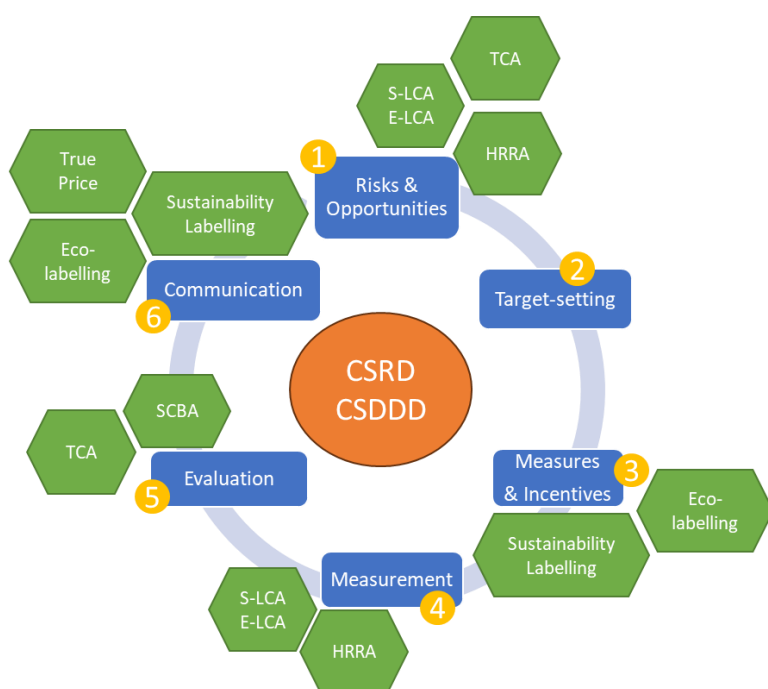 TCA
S-LCA
E-LCA
HRRA
1
Risks &
Opportunities
2
Target-setting
3
Measures
& Incentives
Eco-
labelling
Sustainability
Labelling
Measurement
4
S-LCA
E-LCA
HRRA
Evaluation
5
SCBA
TCA
Communication
6
True
Price
Sustainability
Labelling
Eco-
labelling
CSRD
CSDDD